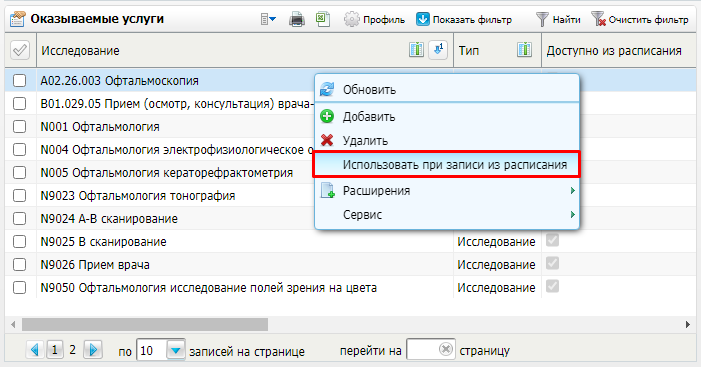 Оказываемые услуги Профиль Показать фильтр Найти Очистить фильтр
Исследование Тип Доступно из расписания
A02.26.003 Офтальмоскопия
B01.029.05 Прием (осмотр, консультация) врача-
N001 Офтальмология
N004 Офтальмология электрофизиологическое о
N005 Офтальмология кераторефрактометрия
N9023 Офтальмология тонография
N9024 А-В сканирование
N9025 В сканирование Исследование
N9026 Прием врача Исследование
N9050 Офтальмология исследование полей зрения на цвета Исследование
Обновить
Добавить
Удалить
Использовать при записи из расписания
Расширения
Сервис
1 2 по 10 записей на странице перейти на страницу